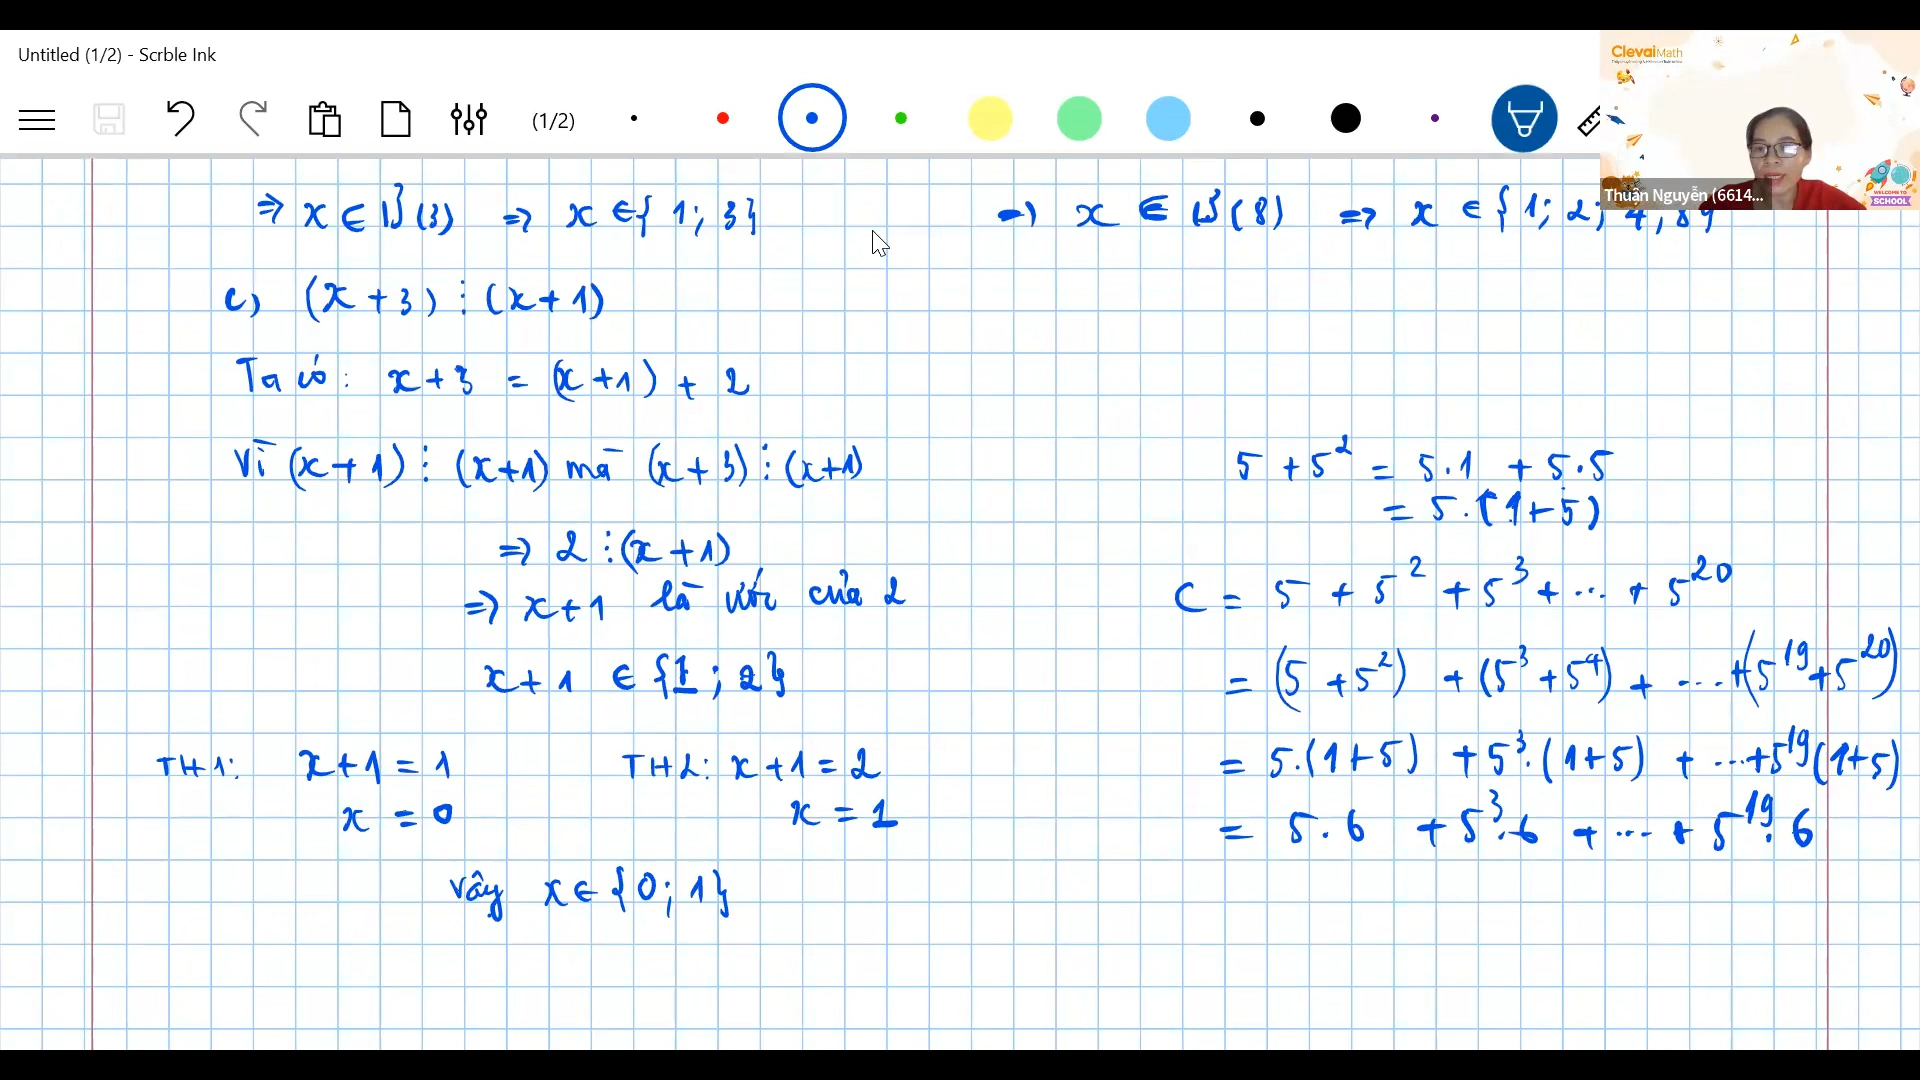 Untitled (1/2) - Scrble Ink
(1/2)
ClevaiMath
WELCOME TO SCHOOL
Thuận Nguyễn (6614...
⇒ x ∈ Ư(3) ⇒ x ∈ { 1; 3}
⇒ x ∈ Ư(8) ⇒ x ∈ { 1; 2; 4; 8}
c) (x + 3) ⋮ (x + 1)
Ta có: x + 3 = (x + 1) + 2
Vì (x + 1) ⋮ (x+1) mà (x + 3) ⋮ (x+1)
⇒ 2 ⋮ (x + 1)
⇒ x + 1 là ước của 2
x + 1 ∈ {1 ; 2}
TH1: x + 1 = 1
x = 0
TH2: x + 1 = 2
x = 1
Vậy x ∈ {0; 1}
5 + 5² = 5.1 + 5.5
= 5.(1+5)
C = 5 + 5² + 5³ + ... + 5²⁰
= (5 + 5²) + (5³ + 5⁴) + ... + (5¹⁹ + 5²⁰)
= 5.(1+5) + 5³.(1+5) + ... + 5¹⁹(1+5)
= 5.6 + 5³.6 + ... + 5¹⁹.6